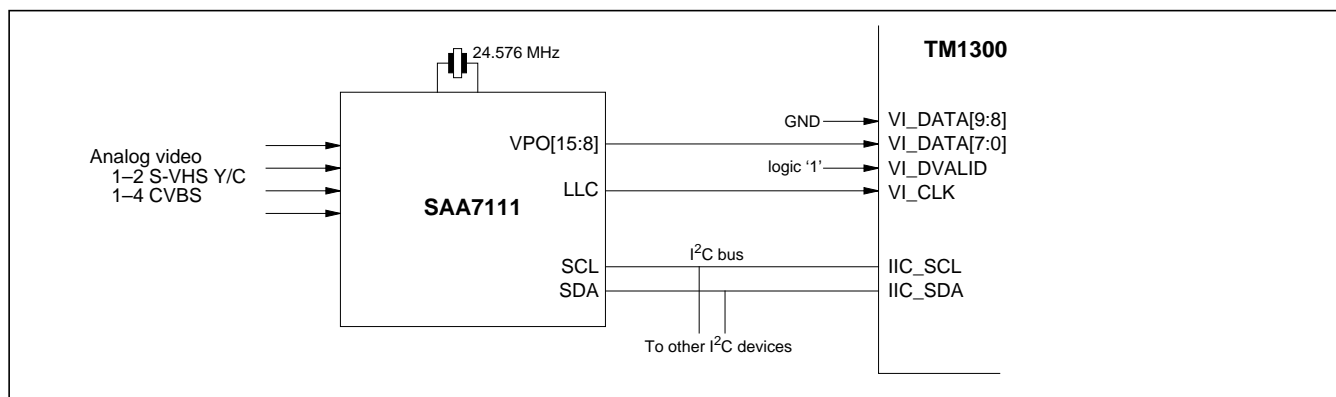 24.576 MHz
TM1300
Analog video
1–2 S-VHS Y/C
1–4 CVBS
SAA7111
VPO[15:8]
LLC
SCL
SDA
GND
logic ‘1’
VI_DATA[9:8]
VI_DATA[7:0]
VI_DVALID
VI_CLK
I²C bus
IIC_SCL
IIC_SDA
To other I²C devices